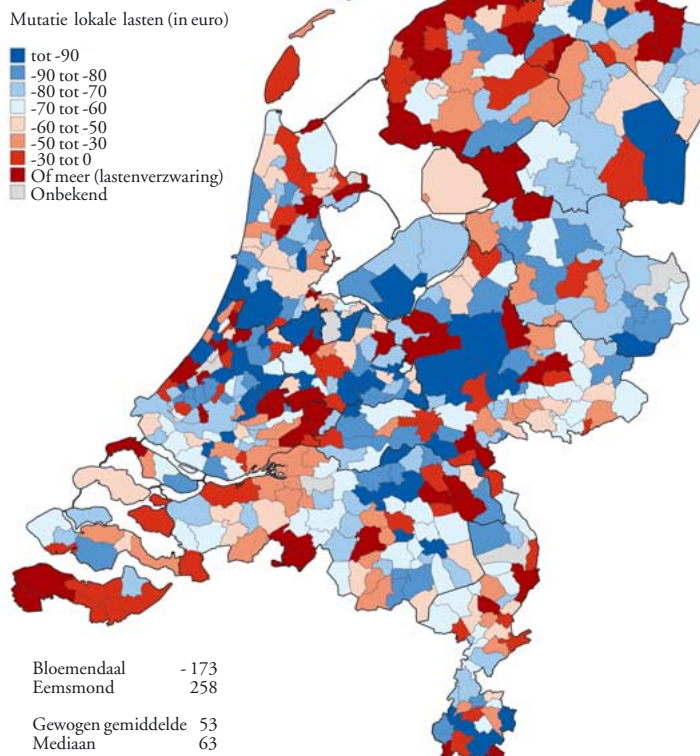 Mutatie lokale lasten (in euro)
tot -90
-90 tot -80
-80 tot -70
-70 tot -60
-60 tot -50
-50 tot -30
-30 tot 0
Of meer (lastenverzwaring)
Onbekend
Bloemendaal - 173
Eemsmond 258
Gewogen gemiddelde 53
Mediaan 63